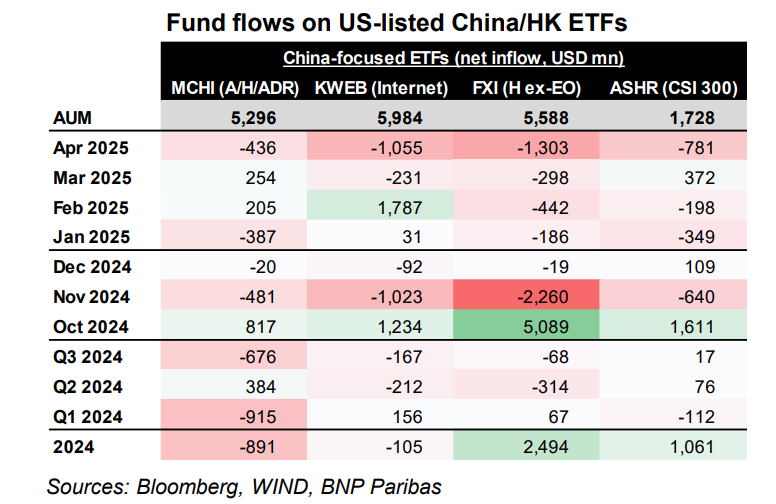 Fund flows on US-listed China/HK ETFs
China-focused ETFs (net inflow, USD mn)
MCHI (A/H/ADR) KWEB (Internet) FXI (H ex-EO) ASHR (CSI 300)
AUM 5,296 5,984 5,588 1,728
Apr 2025 -436 -1,055 -1,303 -781
Mar 2025 254 -231 -298 372
Feb 2025 205 1,787 -442 -198
Jan 2025 -387 31 -186 -349
Dec 2024 -20 -92 -19 109
Nov 2024 -481 -1,023 -2,260 -640
Oct 2024 817 1,234 5,089 1,611
Q3 2024 -676 -167 -68 17
Q2 2024 384 -212 -314 76
Q1 2024 -915 156 67 -112
2024 -891 -105 2,494 1,061
Sources: Bloomberg, WIND, BNP Paribas